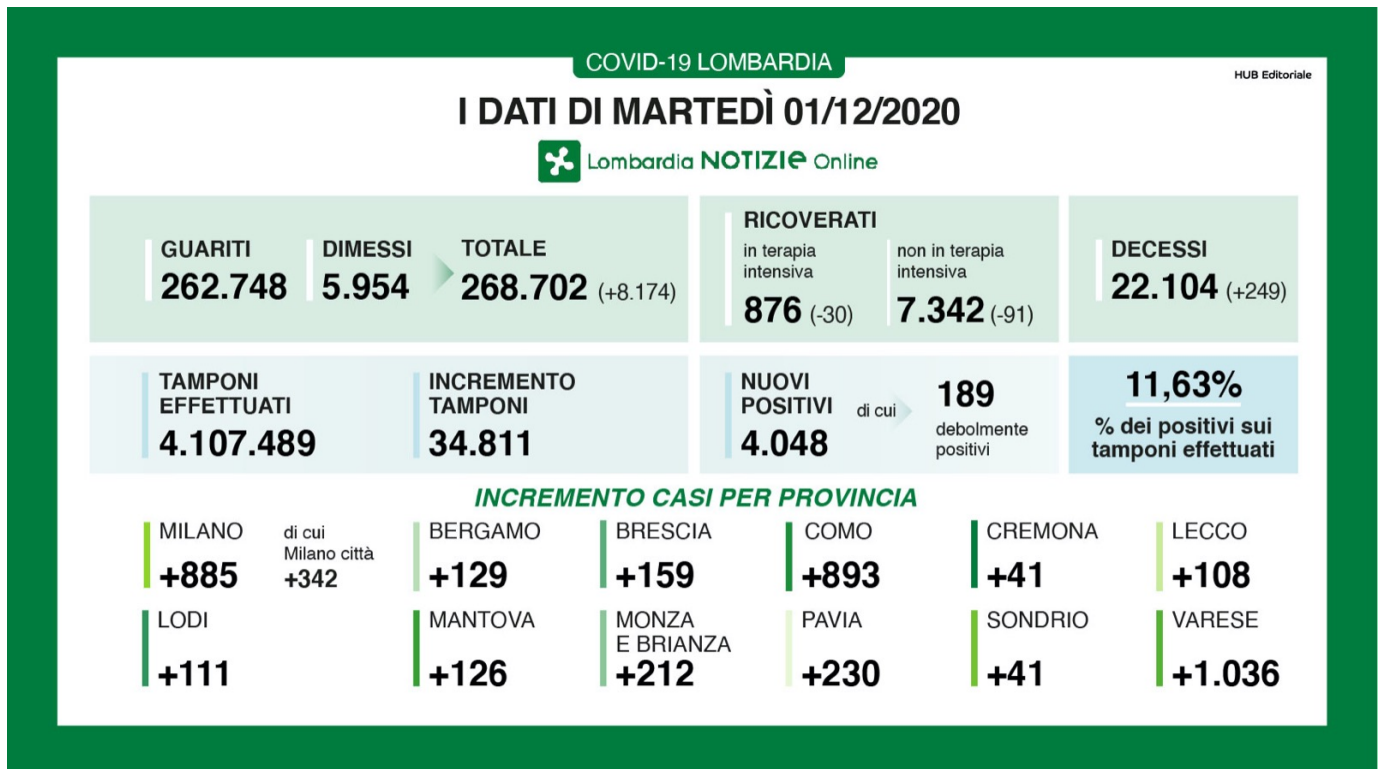 COVID-19 LOMBARDIA
HUB Editoriale
I DATI DI MARTEDÌ 01/12/2020
Lombardia NOTIZIE Online
GUARITI
262.748
DIMESSI
5.954
TOTALE
268.702 (+8.174)
RICOVERATI
in terapia
intensiva
876 (-30)
non in terapia
intensiva
7.342 (-91)
DECESSI
22.104 (+249)
TAMPONI
EFFETTUATI
4.107.489
INCREMENTO
TAMPONI
34.811
NUOVI
POSITIVI
4.048
di cui
189
debolmente
positivi
11,63%
% dei positivi sui
tamponi effettuati
INCREMENTO CASI PER PROVINCIA
MILANO
+885
di cui
Milano città
+342
BERGAMO
+129
BRESCIA
+159
COMO
+893
CREMONA
+41
LECCO
+108
LODI
+111
MANTOVA
+126
MONZA
E BRIANZA
+212
PAVIA
+230
SONDRIO
+41
VARESE
+1.036